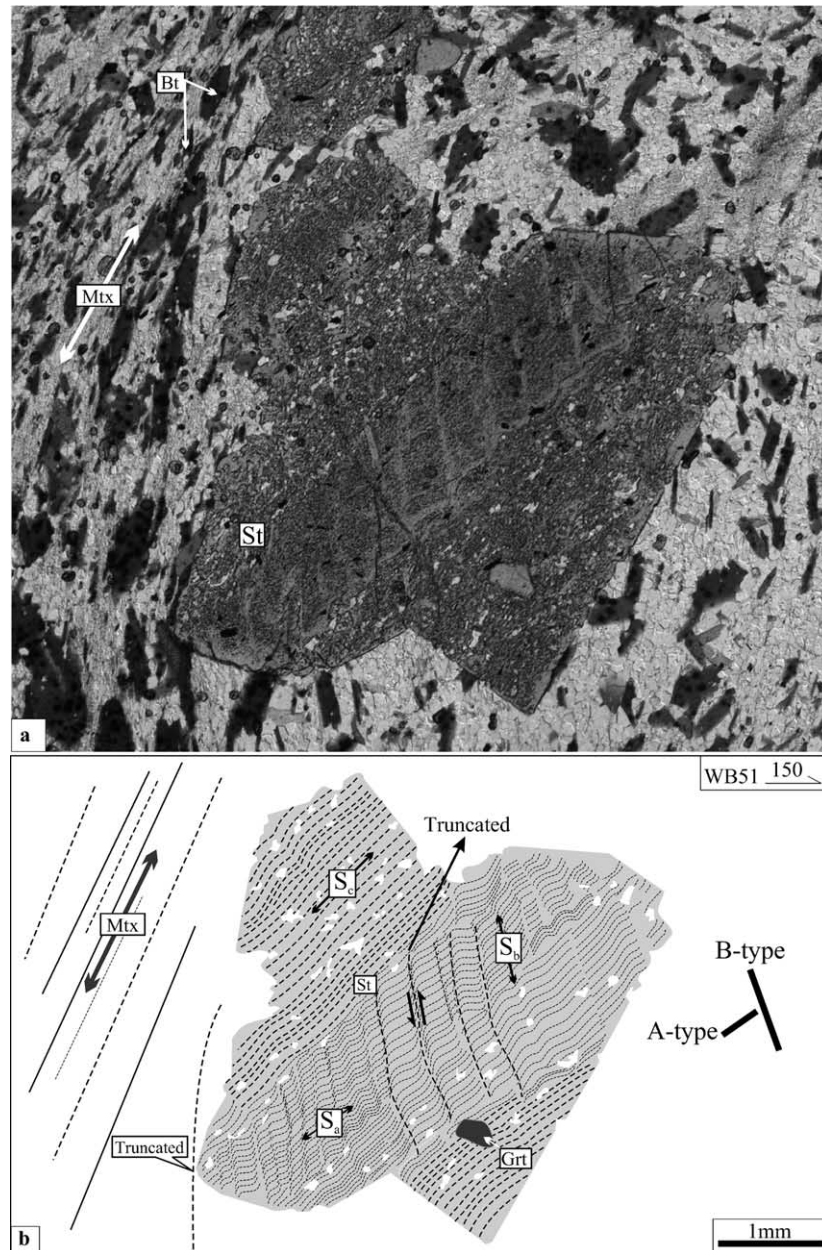 Bt
Mtx
St
a
WB51 150
Truncated
Mtx
Sc
Sb
St
B-type
A-type
Sa
Truncated
Grt
b
1mm